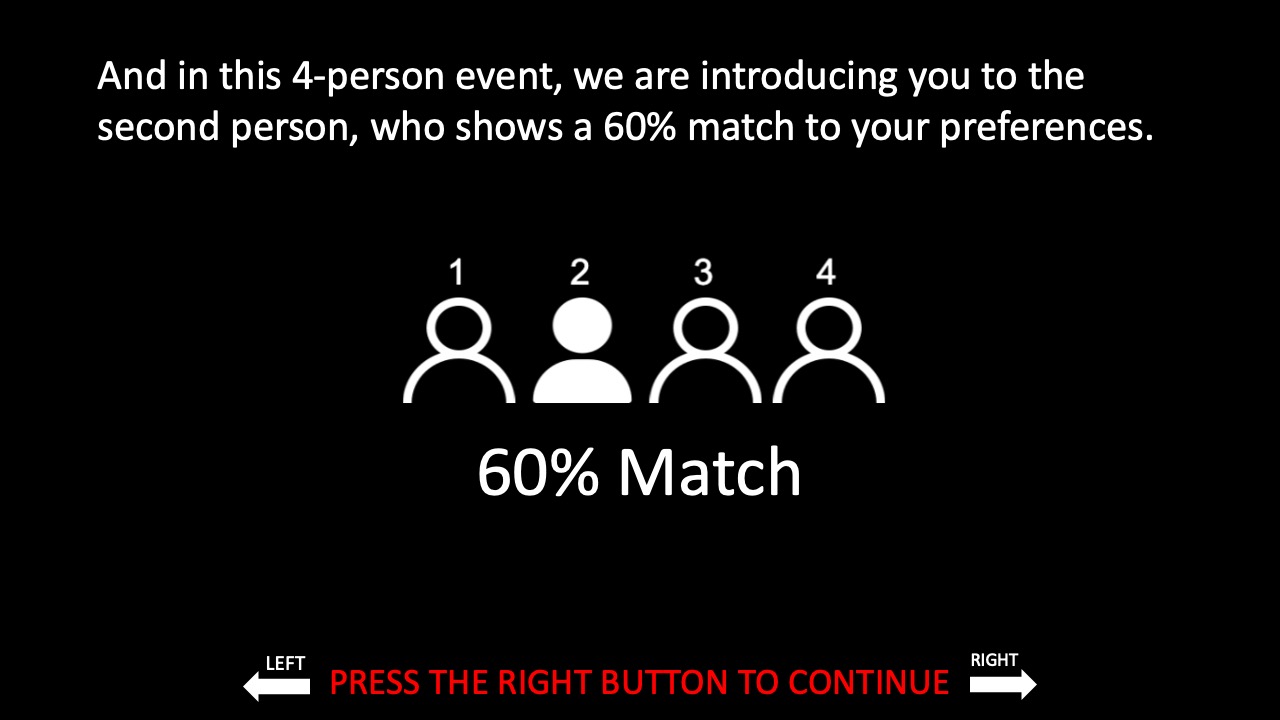 And in this 4-person event, we are introducing you to the
second person, who shows a 60% match to your preferences.
1 2 3 4
60% Match
LEFT
PRESS THE RIGHT BUTTON TO CONTINUE
RIGHT